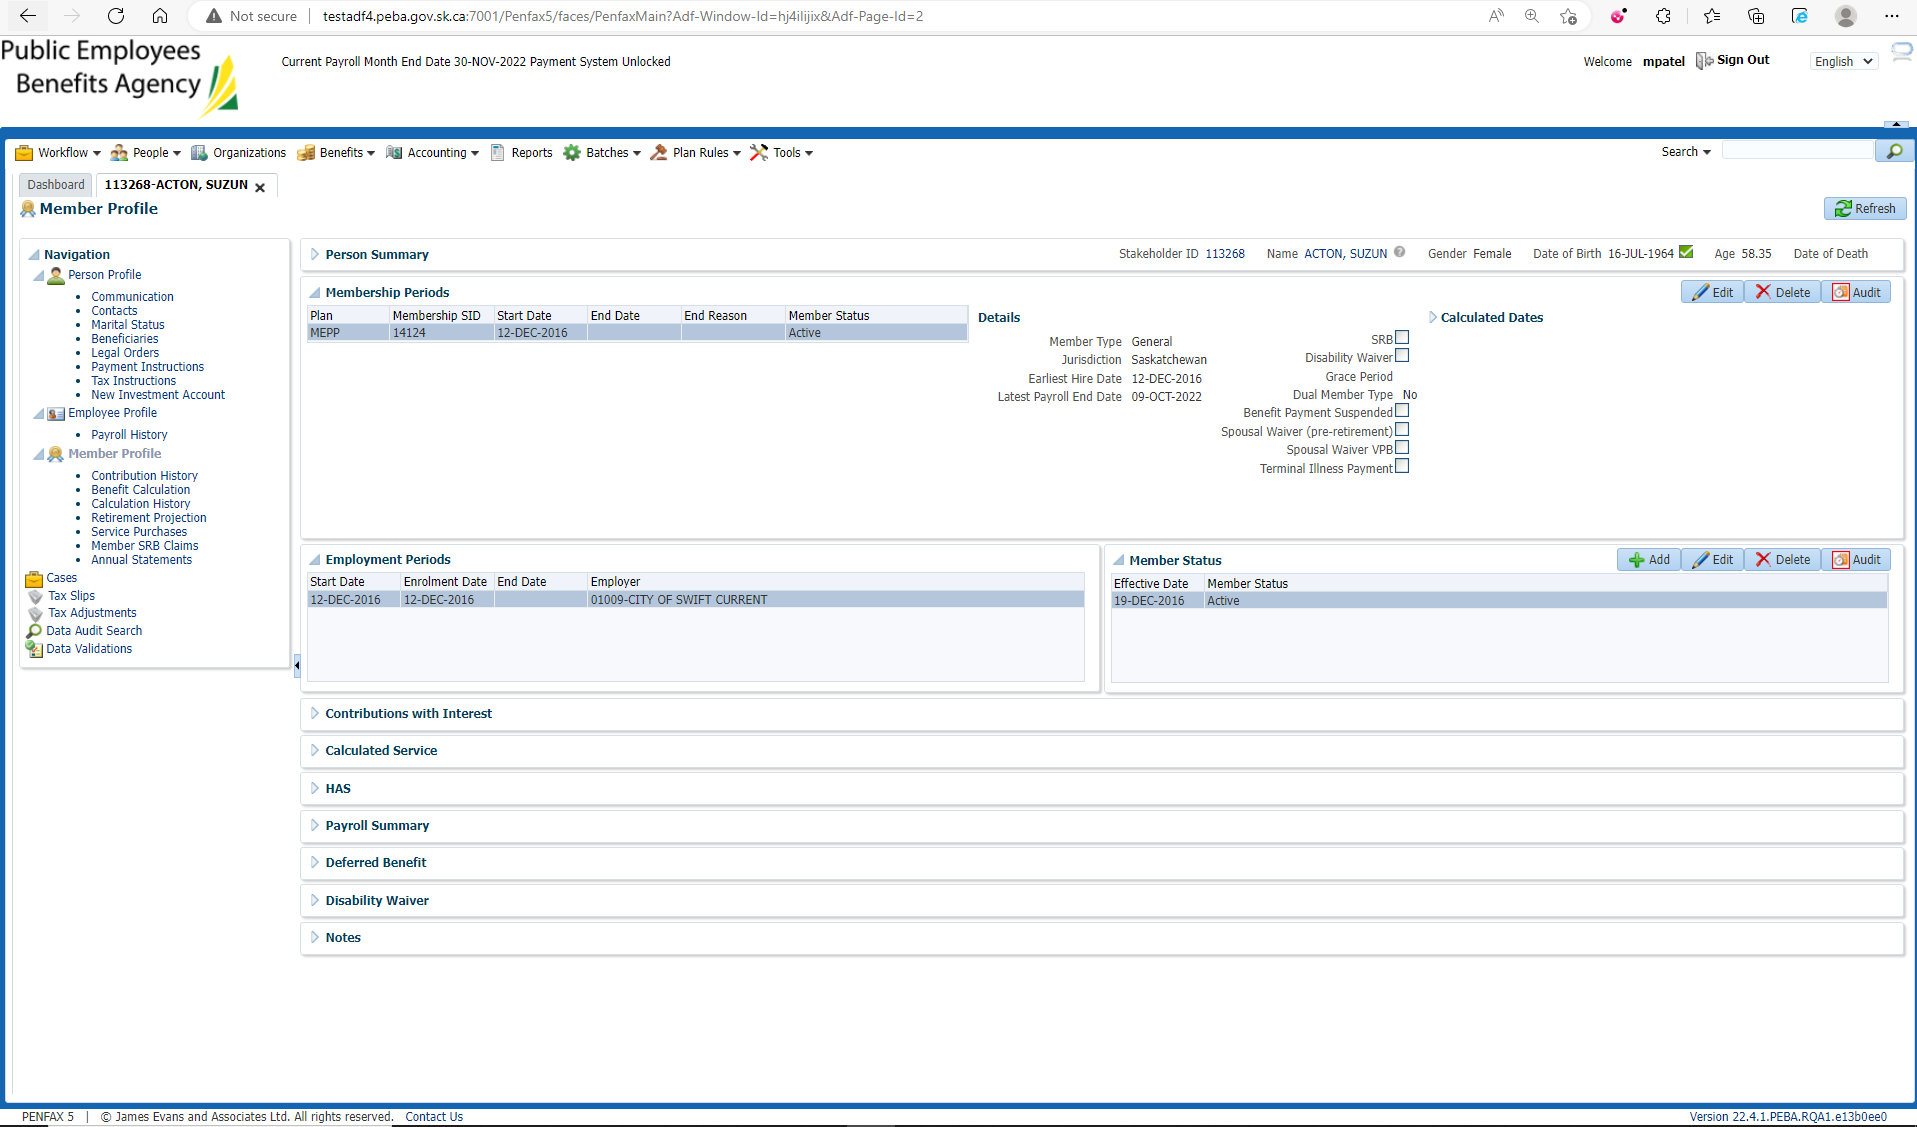 Not secure | testadf4.peba.gov.sk.ca:7001/Penfax5/faces/PenfaxMain?Adf-Window-Id=hj4ilijix&Adf-Page-Id=2
Public Employees
Benefits Agency
Current Payroll Month End Date 30-NOV-2022 Payment System Unlocked
Welcome mpatel Sign Out English
Workflow People Organizations Benefits Accounting Reports Batches Plan Rules Tools Search
Dashboard 113268-ACTON, SUZUN
Member Profile
Refresh
Navigation
Person Profile
Communication
Contacts
Marital Status
Beneficiaries
Legal Orders
Payment Instructions
Tax Instructions
New Investment Account
Employee Profile
Payroll History
Member Profile
Contribution History
Benefit Calculation
Calculation History
Retirement Projection
Service Purchases
Member SRB Claims
Annual Statements
Cases
Tax Slips
Tax Adjustments
Data Audit Search
Data Validations
Person Summary
Stakeholder ID 113268 Name ACTON, SUZUN Gender Female Date of Birth 16-JUL-1964 Age 58.35 Date of Death
Membership Periods
Edit Delete Audit
Plan Membership SID Start Date End Date End Reason Member Status
MEPP 14124 12-DEC-2016 Active
Details
Member Type General
Jurisdiction Saskatchewan
Earliest Hire Date 12-DEC-2016
Latest Payroll End Date 09-OCT-2022
SRB
Disability Waiver
Grace Period
Dual Member Type No
Benefit Payment Suspended
Spousal Waiver (pre-retirement)
Spousal Waiver VPB
Terminal Illness Payment
Calculated Dates
Employment Periods
Start Date Enrolment Date End Date Employer
12-DEC-2016 12-DEC-2016 01009-CITY OF SWIFT CURRENT
Member Status
Add Edit Delete Audit
Effective Date Member Status
19-DEC-2016 Active
Contributions with Interest
Calculated Service
HAS
Payroll Summary
Deferred Benefit
Disability Waiver
Notes
PENFAX 5 | © James Evans and Associates Ltd. All rights reserved. Contact Us
Version 22.4.1.PEBA.RQA1.e13b0ee0